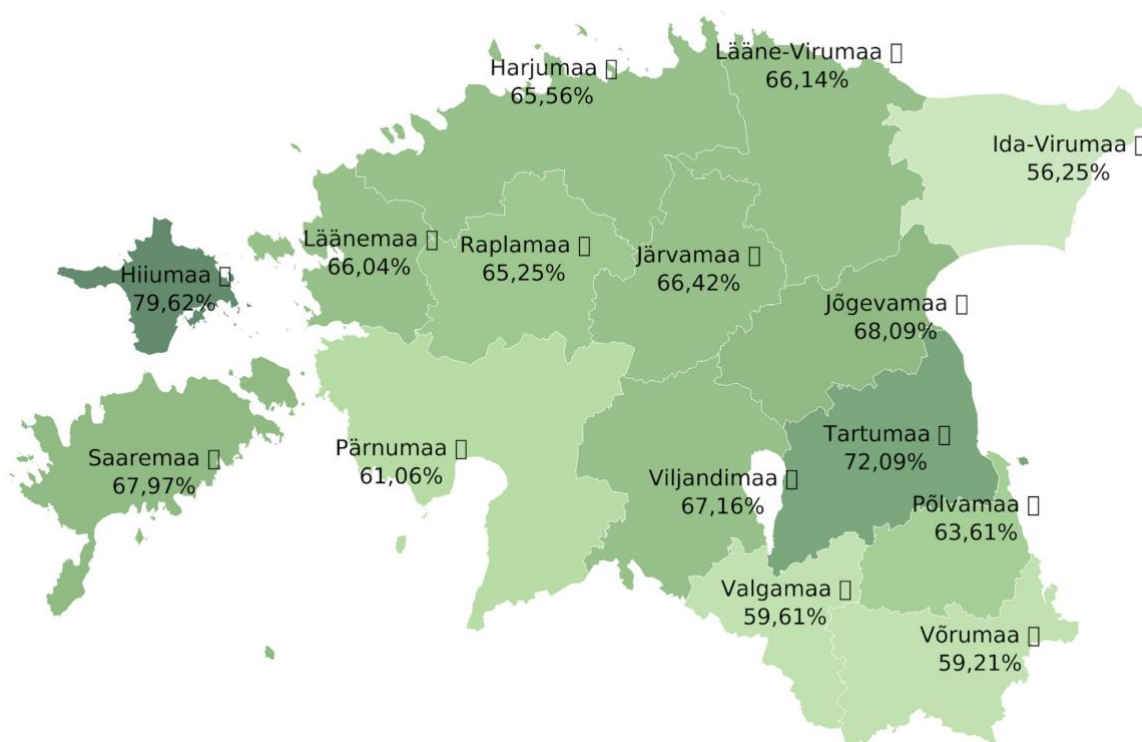 Lääne-Virumaa
66,14%
Harjumaa
65,56%
Ida-Virumaa
56,25%
Läänemaa
66,04%
Raplamaa
65,25%
Järvamaa
66,42%
Hiiumaa
79,62%
Jõgevamaa
68,09%
Tartumaa
72,09%
Pärnumaa
61,06%
Saaremaa
67,97%
Viljandimaa
67,16%
Põlvamaa
63,61%
Valgamaa
59,61%
Võrumaa
59,21%